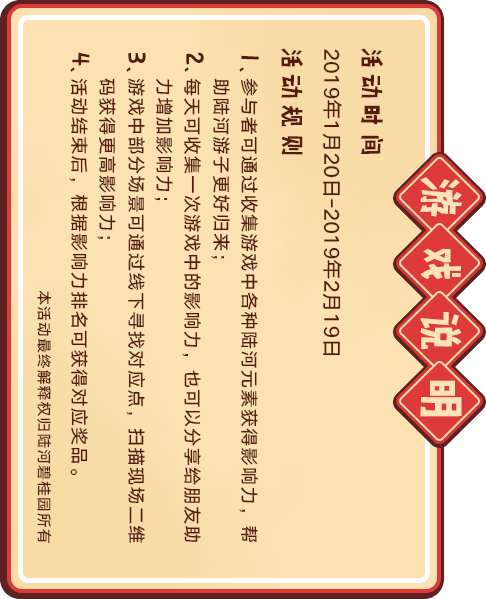 游戏说明
活动时间
2019年1月20日-2019年2月19日
活动规则
1、参与者可通过收集游戏中各种陆河元素获得影响力，帮
助陆河游子更好归来；
2、每天可收集一次游戏中的影响力，也可以分享给朋友助
力增加影响力；
3、游戏中部分场景可通过线下寻找对应点，扫描现场二维
码获得更高影响力；
4、活动结束后，根据影响力排名可获得对应奖品。
本活动最终解释权归陆河碧桂园所有